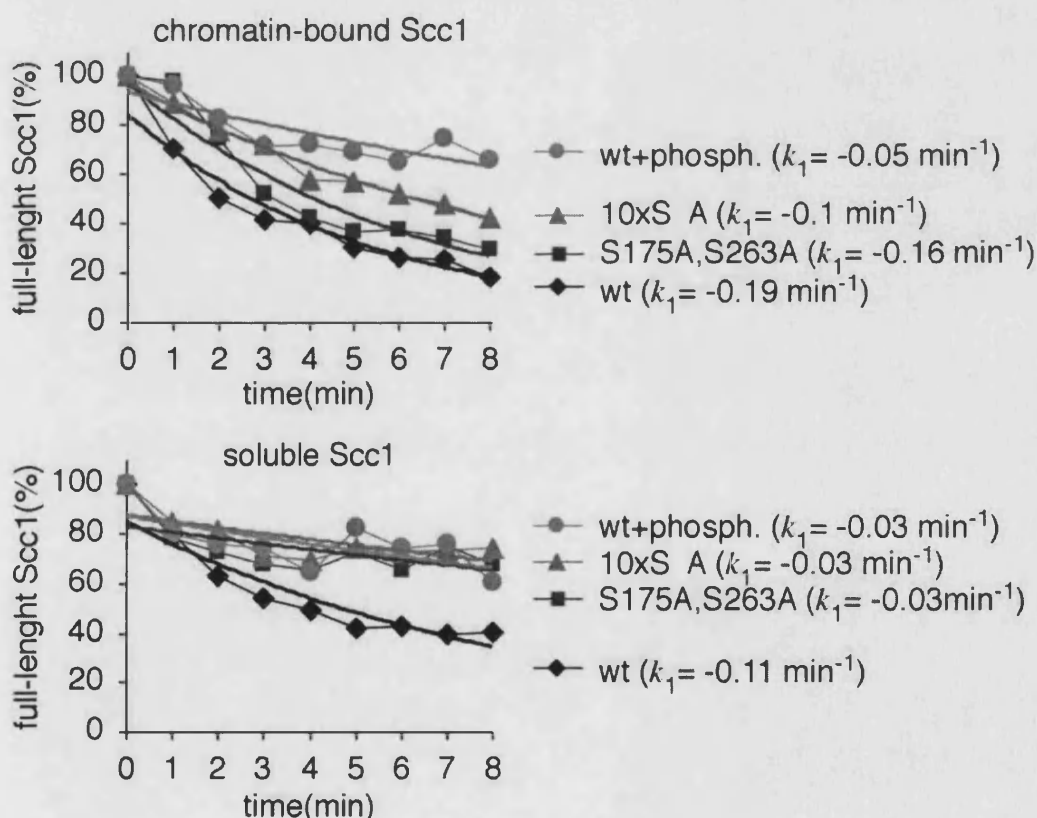 chromatin-bound Scc1
full-lenght Scc1(%)
100
80
60
40
20
0
0 1 2 3 4 5 6 7 8
time(min)
wt+phosph. (k₁= -0.05 min⁻¹)
10xS A (k₁= -0.1 min⁻¹)
S175A,S263A (k₁= -0.16 min⁻¹)
wt (k₁= -0.19 min⁻¹)
soluble Scc1
full-lenght Scc1(%)
100
80
60
40
20
0
0 1 2 3 4 5 6 7 8
time(min)
wt+phosph. (k₁= -0.03 min⁻¹)
10xS A (k₁= -0.03 min⁻¹)
S175A,S263A (k₁= -0.03min⁻¹)
wt (k₁= -0.11 min⁻¹)